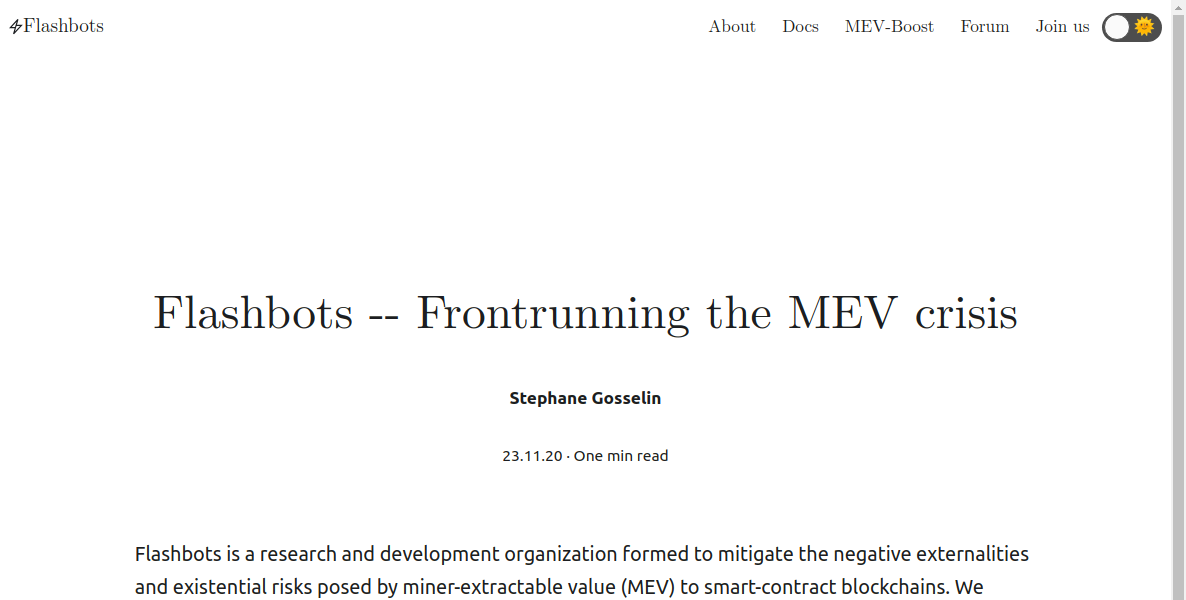 Flashbots
About Docs MEV-Boost Forum Join us
Flashbots -- Frontrunning the MEV crisis
Stephane Gosselin
23.11.20 · One min read
Flashbots is a research and development organization formed to mitigate the negative externalities
and existential risks posed by miner-extractable value (MEV) to smart-contract blockchains. We